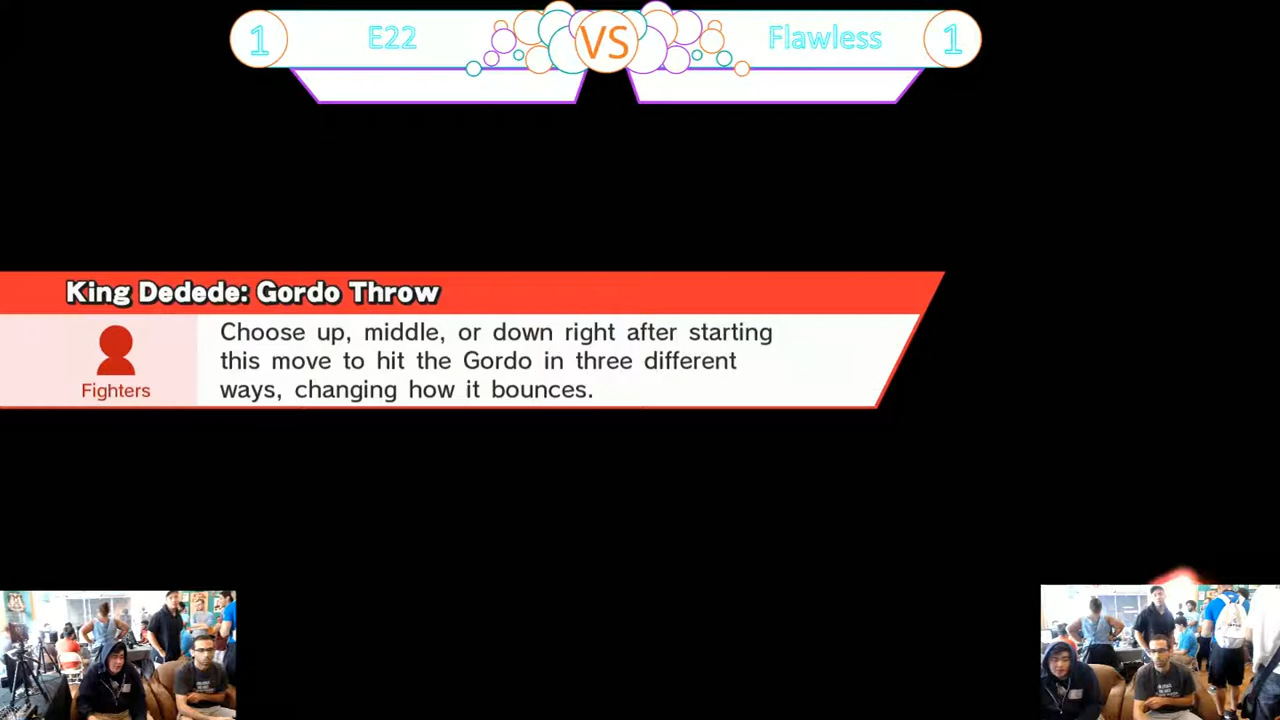 1 E22 VS Flawless 1
King Dedede: Gordo Throw
Choose up, middle, or down right after starting
this move to hit the Gordo in three different
ways, changing how it bounces.
Fighters